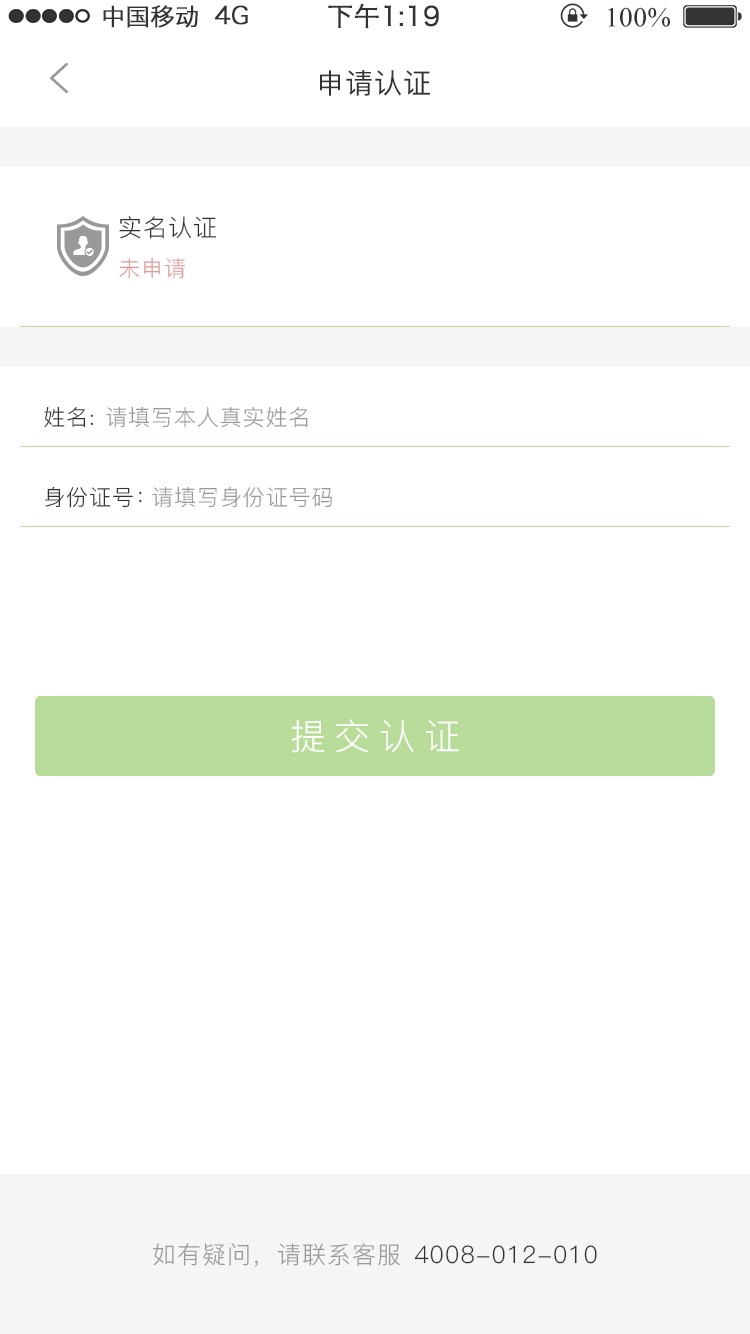 中国移动 4G 下午1:19 100%
申请认证
实名认证
未申请
姓名: 请填写本人真实姓名
身份证号: 请填写身份证号码
提交认证
如有疑问，请联系客服 4008-012-010